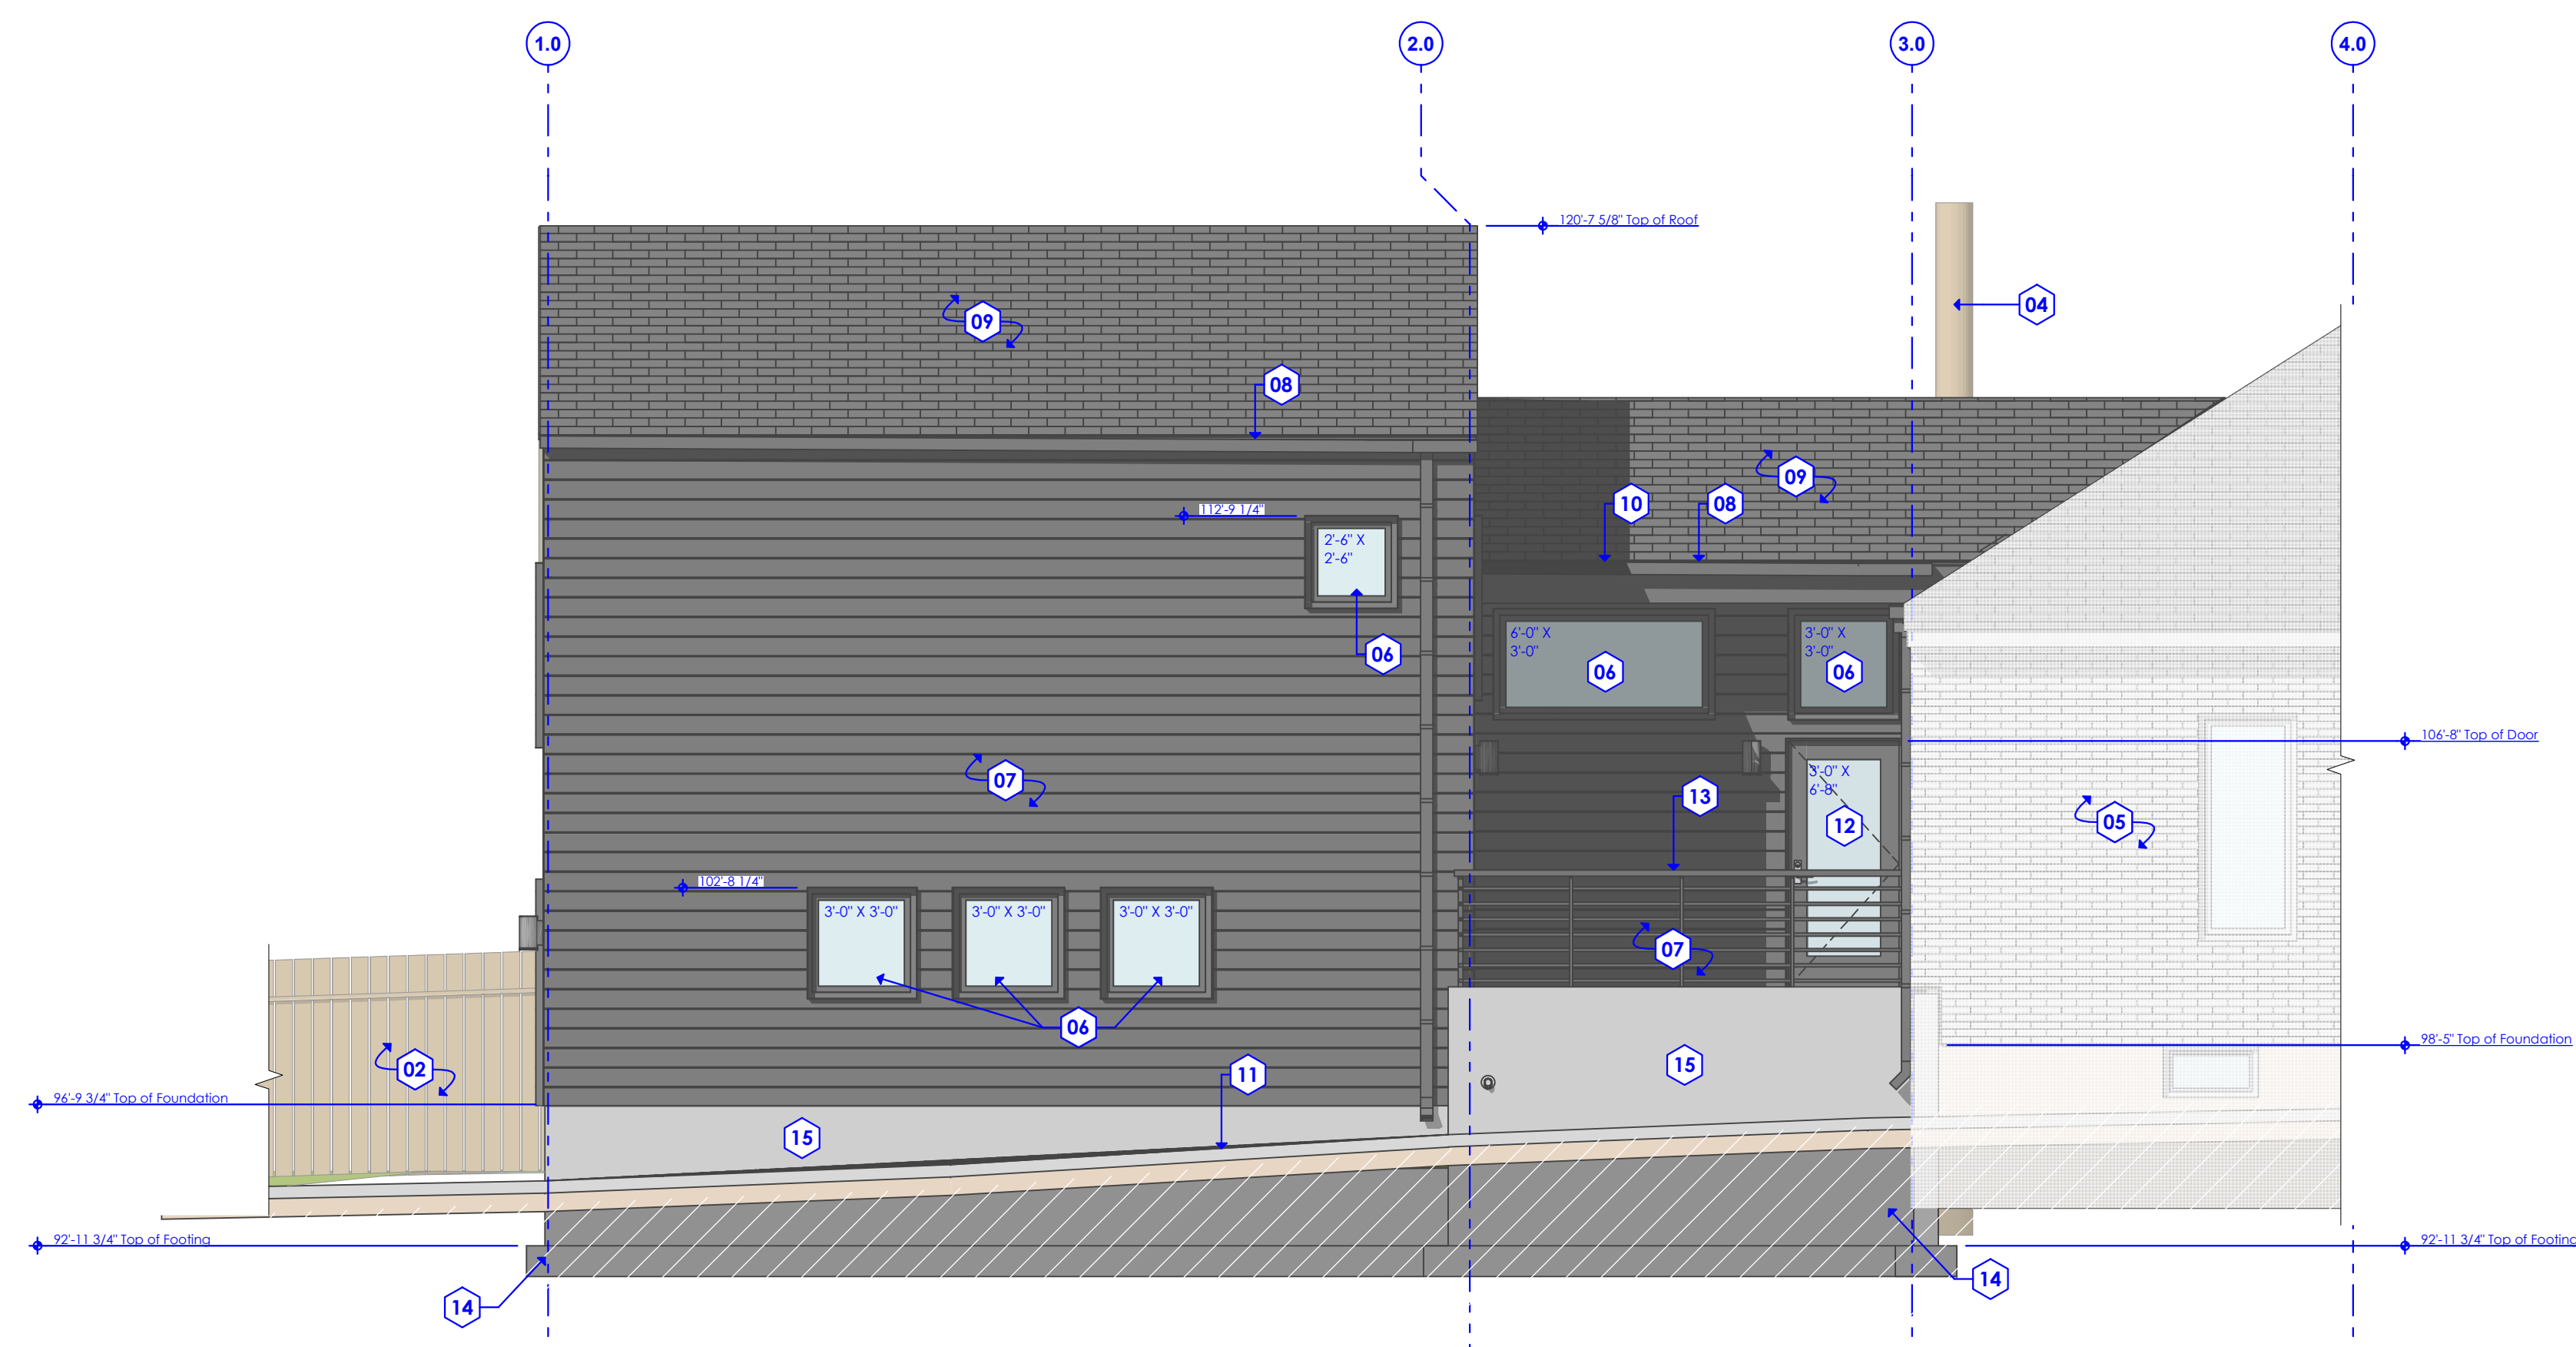 1.0
2.0
3.0
4.0
120'-7 5/8" Top of Roof
04
09
08
09
10
08
112'-9 1/4"
2'-6" X
2'-6"
06
6'-0" X
3'-0"
06
3'-0" X
3'-0"
06
106'-8" Top of Door
07
3'-0" X
6'-8"
13
12
05
102'-8 1/4"
3'-0" X 3'-0"
3'-0" X 3'-0"
3'-0" X 3'-0"
07
06
98'-5" Top of Foundation
02
11
15
96'-9 3/4" Top of Foundation
15
92'-11 3/4" Top of Footing
92'-11 3/4" Top of Footing
14
14